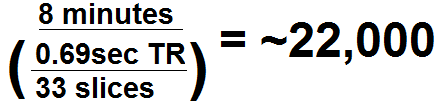 8 minutes
(0.69sec TR
33 slices)
= ~22,000